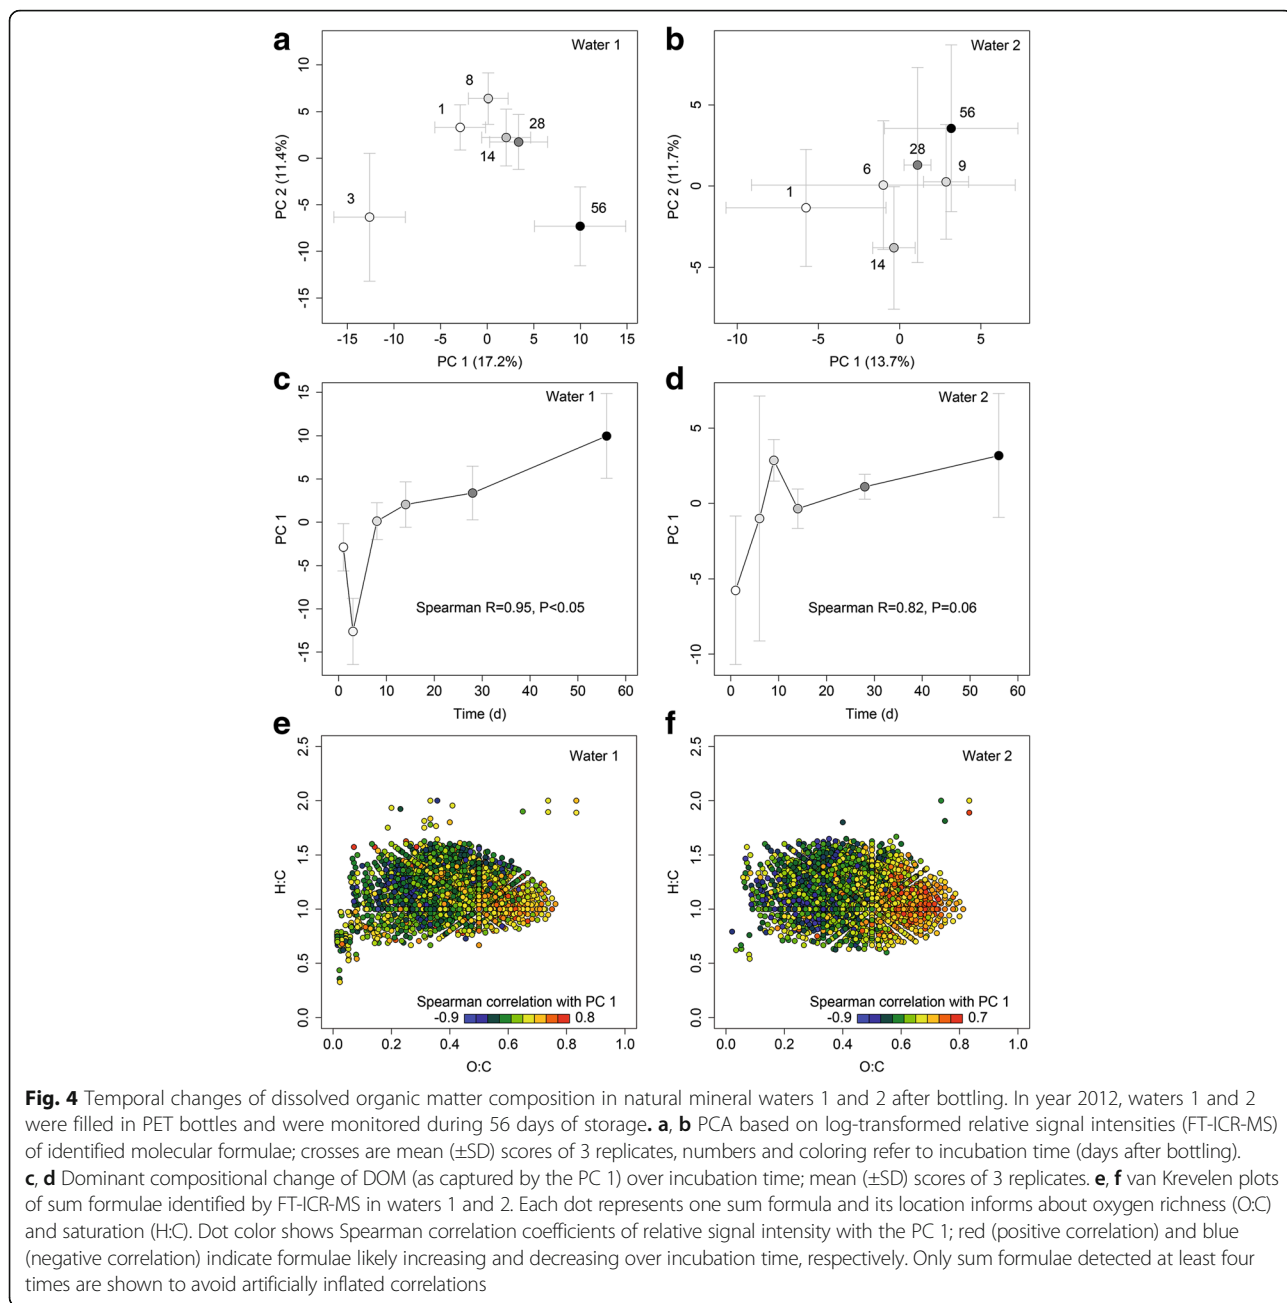 a
Water 1
10
5
0
-5
-10
-15
PC 2 (11.4%)
8
1
28
14
3
56
-15
-10
-5
0
5
10
15
PC 1 (17.2%)
b
Water 2
5
0
-5
PC 2 (11.7%)
56
28
6
9
1
14
-10
-5
0
5
PC 1 (13.7%)
c
Water 1
15
10
5
0
-5
-10
-15
PC 1
Spearman R=0.95, P<0.05
0
10
20
30
40
50
60
Time (d)
d
Water 2
5
0
-5
-10
PC 1
Spearman R=0.82, P=0.06
0
10
20
30
40
50
60
Time (d)
e
Water 1
2.5
2.0
1.5
1.0
0.5
0.0
H:C
Spearman correlation with PC 1
-0.9
0.8
0.0
0.2
0.4
0.6
0.8
1.0
O:C
f
Water 2
2.5
2.0
1.5
1.0
0.5
0.0
H:C
Spearman correlation with PC 1
-0.9
0.7
0.0
0.2
0.4
0.6
0.8
1.0
O:C
Fig. 4 Temporal changes of dissolved organic matter composition in natural mineral waters 1 and 2 after bottling. In year 2012, waters 1 and 2
were filled in PET bottles and were monitored during 56 days of storage. a, b PCA based on log-transformed relative signal intensities (FT-ICR-MS)
of identified molecular formulae; crosses are mean (±SD) scores of 3 replicates, numbers and coloring refer to incubation time (days after bottling).
c, d Dominant compositional change of DOM (as captured by the PC 1) over incubation time; mean (±SD) scores of 3 replicates. e, f van Krevelen plots
of sum formulae identified by FT-ICR-MS in waters 1 and 2. Each dot represents one sum formula and its location informs about oxygen richness (O:C)
and saturation (H:C). Dot color shows Spearman correlation coefficients of relative signal intensity with the PC 1; red (positive correlation) and blue
(negative correlation) indicate formulae likely increasing and decreasing over incubation time, respectively. Only sum formulae detected at least four
times are shown to avoid artificially inflated correlations